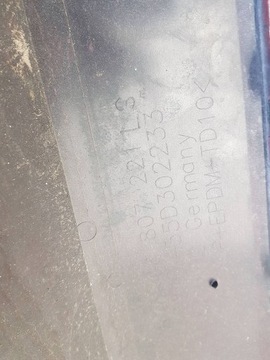 807 221 LS
5D302233
Germany
EPDM-TD10<